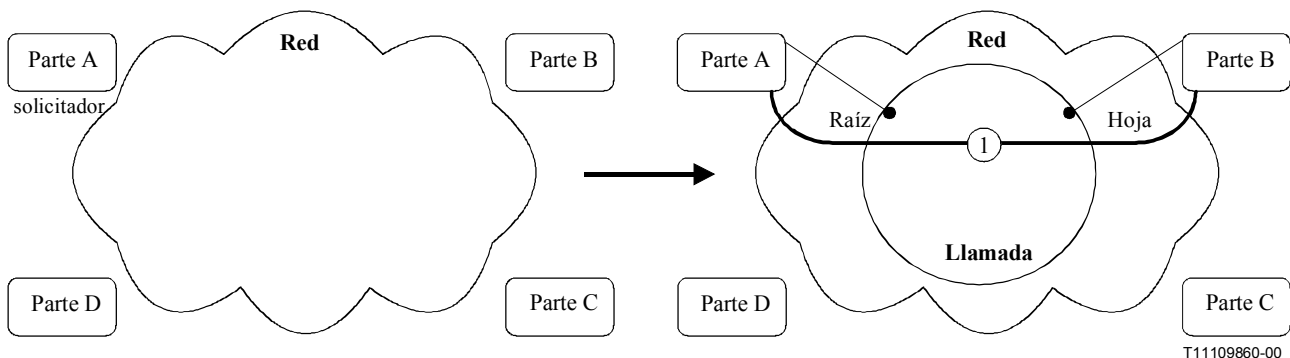 Parte A
Red
Parte B
solicitador
Parte D
Parte C
Parte A
Red
Parte B
Raíz
Hoja
1
Llamada
Parte D
Parte C
T11109860-00